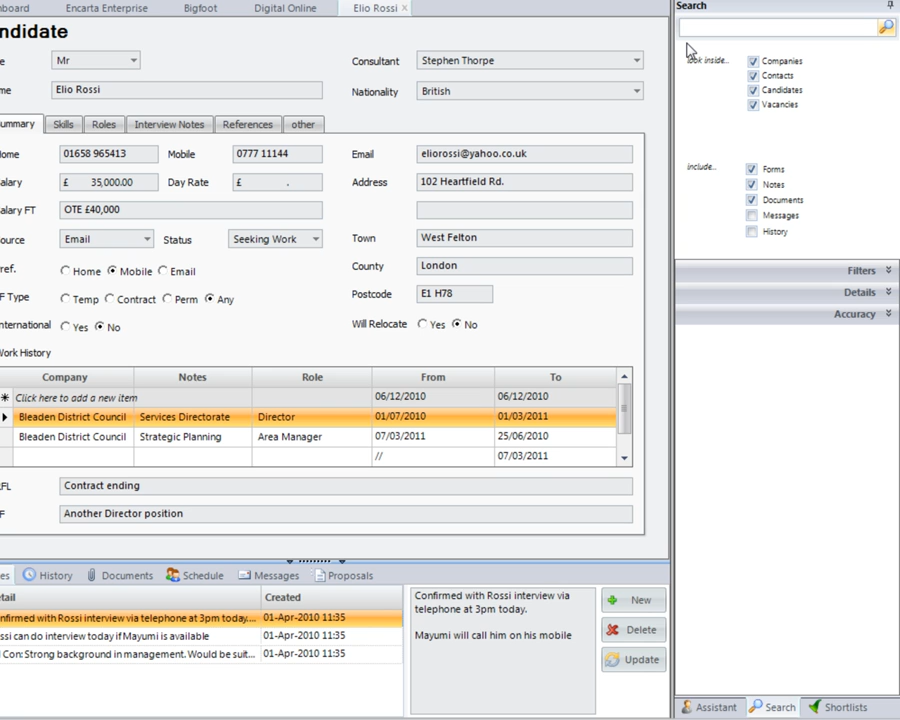 board Encarta Enterprise Bigfoot Digital Online Elio Rossi
ndidate
e Mr Consultant Stephen Thorpe
me Elio Rossi Nationality British
ummary Skills Roles Interview Notes References other
ome 01658 965413 Mobile 0777 11144 Email eliorossi@yahoo.co.uk
alary £ 35,000.00 Day Rate £ . Address 102 Heartfield Rd.
alary FT OTE £40,000
ource Email Status Seeking Work Town West Felton
County London
ref. Home Mobile Email
F Type Temp Contract Perm Any Postcode E1 H78
nternational Yes No Will Relocate Yes No
Work History
Company Notes Role From To
Click here to add a new item 06/12/2010 06/12/2010
Bleaden District Council Services Directorate Director 01/07/2010 01/03/2011
Bleaden District Council Strategic Planning Area Manager 07/03/2011 25/06/2010
// 07/03/2011
FL Contract ending
F Another Director position
es History Documents Schedule Messages Proposals
etail Created
nfirmed with Rossi interview via telephone at 3pm today.... 01-Apr-2010 11:35
ssi can do interview today if Mayumi is available 01-Apr-2010 11:35
l Con: Strong background in management. Would be suit... 01-Apr-2010 11:35
Confirmed with Rossi interview via
telephone at 3pm today.
Mayumi will call him on his mobile
New
Delete
Update
Search
look inside...
Companies
Contacts
Candidates
Vacancies
include...
Forms
Notes
Documents
Messages
History
Filters
Details
Accuracy
Assistant Search Shortlists